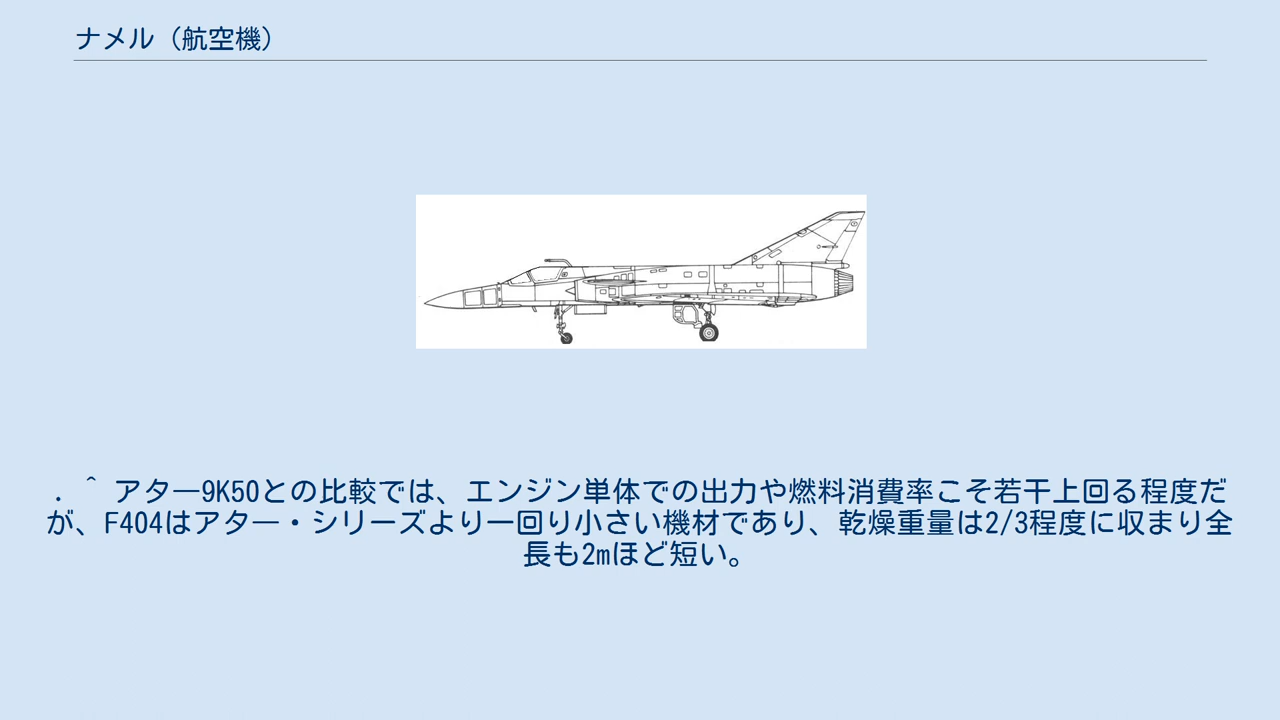 ナメル（航空機）
. ^ アター9K50との比較では、エンジン単体での出力や燃料消費率こそ若干上回る程度だ
が、F404はアター・シリーズより一回り小さい機材であり、乾燥重量は2/3程度に収まり全
長も2mほど短い。